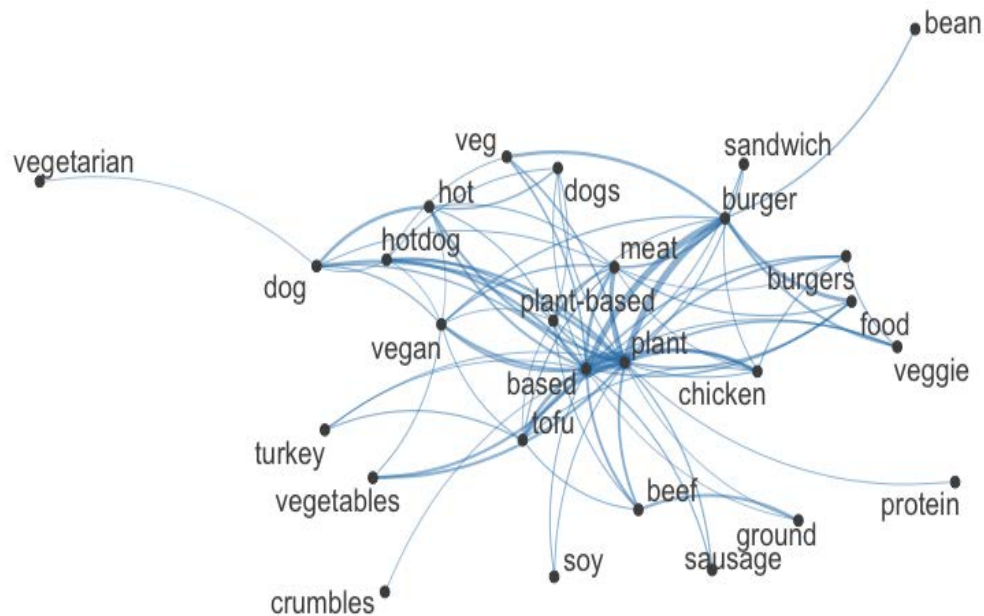 bean
sandwich
veg
vegetarian
dogs
hot
burger
hotdog
meat
dog
burgers
plant-based
food
vegan
plant
veggie
based
chicken
tofu
turkey
vegetables
beef
protein
ground
soy
sausage
crumbles